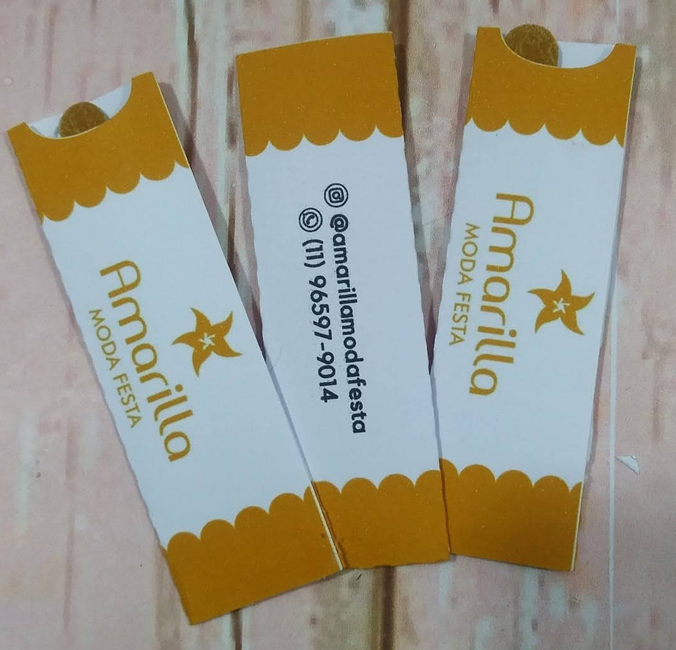 Amarilla
MODA FESTA
@amarillamodafesta
(11) 96597-9014
Amarilla
MODA FESTA